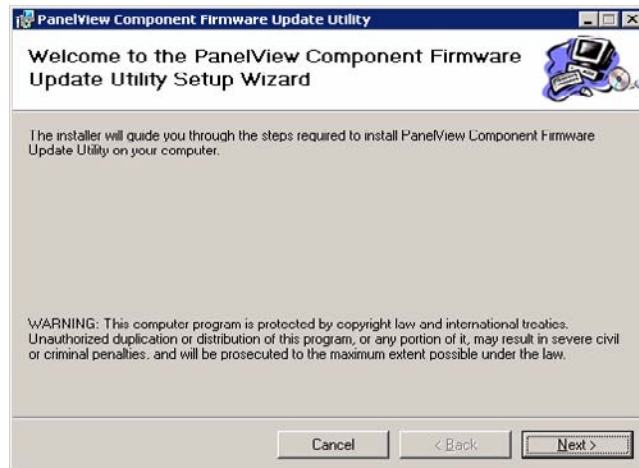 PanelView Component Firmware Update Utility
Welcome to the PanelView Component Firmware
Update Utility Setup Wizard
The installer will guide you through the steps required to install PanelView Component Firmware
Update Utility on your computer.
WARNING: This computer program is protected by copyright law and international treaties.
Unauthorized duplication or distribution of this program, or any portion of it, may result in severe civil
or criminal penalties, and will be prosecuted to the maximum extent possible under the law.
Cancel
< Back
Next >